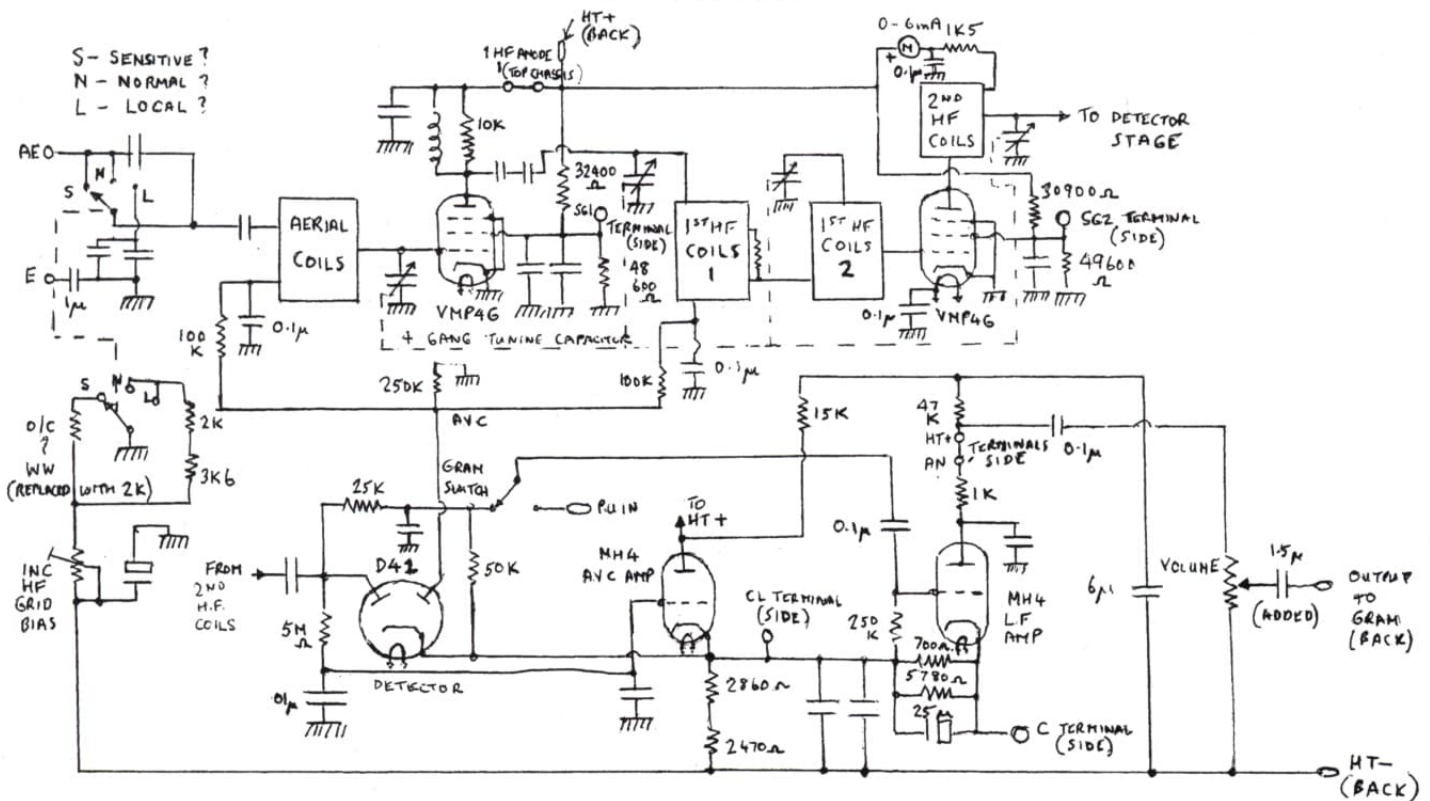 S - SENSITIVE ?
N - NORMAL ?
L - LOCAL ?
HT+
(BACK)
1 HF ANODE
(TOP CHASSIS)
0-6mA
1K5
M
+
0.1µ
2ND
HF
COILS
TO DETECTOR
STAGE
AE
S
N
L
E
1µ
10K
AERIAL
COILS
100
K
0.1µ
VMP4G
32400
Ω
SG1
TERMINAL
(SIDE)
48
600
Ω
4 GANG TUNING CAPACITOR
1ST HF
COILS
1
1ST HF
COILS
2
30900Ω
SG2 TERMINAL
(SIDE)
49600
Ω
0.1µ
VMP4G
250K
100K
0.1µ
AVC
S
N
L
O/C
?
WW
(REPLACED WITH 2K)
2K
3K6
INC
HF
GRID
BIAS
FROM
2ND
H.F.
COILS
25K
GRAM
SWITCH
P.U IN
D41
5M
Ω
50K
DETECTOR
.01µ
TO
HT+
MH4
AVC AMP
15K
CL TERMINAL
(SIDE)
2860Ω
2470Ω
47
K
HT+
AN
TERMINALS
SIDE
1K
0.1µ
0.1µ
250
K
MH4
L.F
AMP
700Ω
5780Ω
25µ
C TERMINAL
(SIDE)
6µ
VOLUME
1.5µ
(ADDED)
OUTPUT
TO
GRAM
(BACK)
HT-
(BACK)